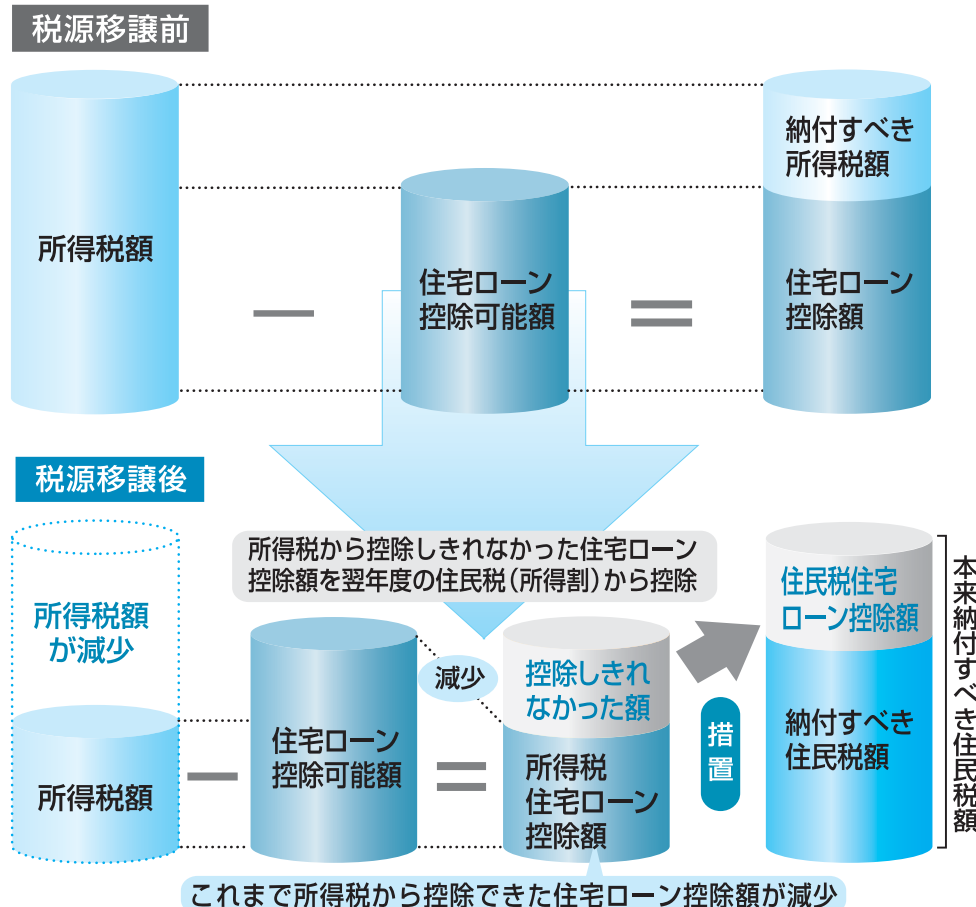 税源移譲前
所得税額
住宅ローン
控除可能額
納付すべき
所得税額
住宅ローン
控除額
税源移譲後
所得税から控除しきれなかった住宅ローン
控除額を翌年度の住民税（所得割）から控除
所得税額
が減少
所得税額
住宅ローン
控除可能額
減少
控除しきれ
なかった額
所得税
住宅ローン
控除額
措置
住民税住宅
ローン控除額
納付すべき
住民税額
本来納付すべき住民税額
これまで所得税から控除できた住宅ローン控除額が減少